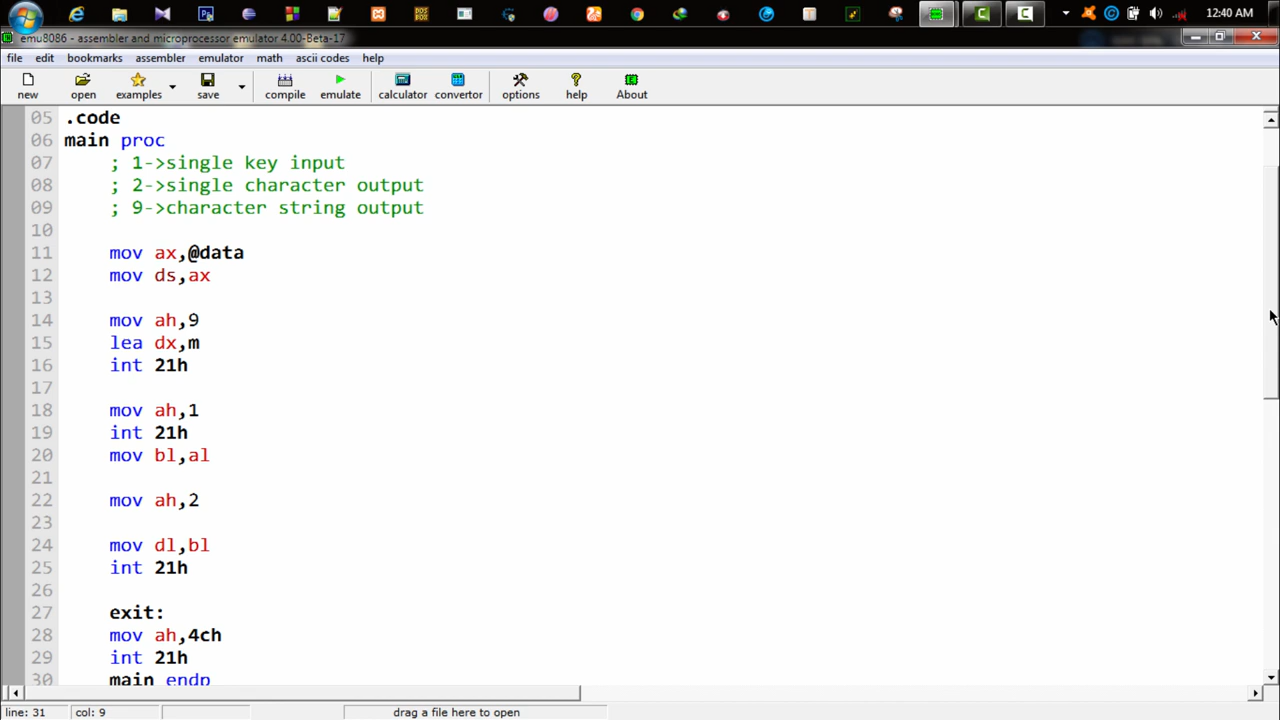 12:40 AM
emu8086 - assembler and microprocessor emulator 4.00-Beta-17
file edit bookmarks assembler emulator math ascii codes help
new open examples save compile emulate calculator convertor options help About
05 .code
06 main proc
07 ; 1->single key input
08 ; 2->single character output
09 ; 9->character string output
10
11 mov ax,@data
12 mov ds,ax
13
14 mov ah,9
15 lea dx,m
16 int 21h
17
18 mov ah,1
19 int 21h
20 mov bl,al
21
22 mov ah,2
23
24 mov dl,bl
25 int 21h
26
27 exit:
28 mov ah,4ch
29 int 21h
30 main endp
line: 31 col: 9 drag a file here to open